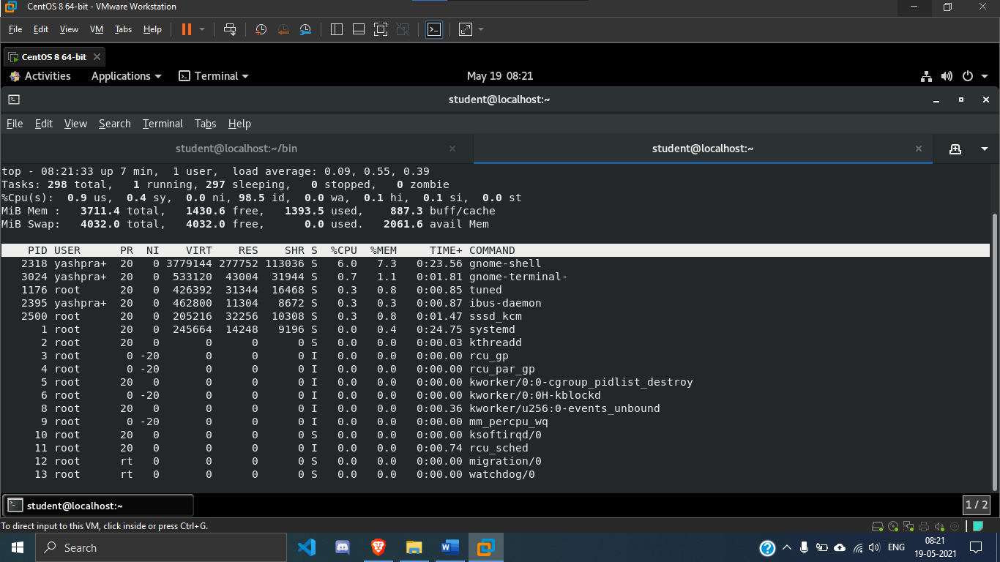 CentOS 8 64-bit - VMware Workstation
File Edit View VM Tabs Help
CentOS 8 64-bit
Activities Applications Terminal May 19 08:21
student@localhost:~
File Edit View Search Terminal Tabs Help
student@localhost:~/bin student@localhost:~
top - 08:21:33 up 7 min,  1 user,  load average: 0.09, 0.55, 0.39
Tasks: 298 total,   1 running, 297 sleeping,   0 stopped,   0 zombie
%Cpu(s):  0.9 us,  0.4 sy,  0.0 ni, 98.5 id,  0.0 wa,  0.1 hi,  0.1 si,  0.0 st
MiB Mem :   3711.4 total,   1430.6 free,   1393.5 used,    887.3 buff/cache
MiB Swap:   4032.0 total,   4032.0 free,      0.0 used.   2061.6 avail Mem
PID USER PR NI VIRT RES SHR S %CPU %MEM TIME+ COMMAND
2318 yashpra+ 20 0 3779144 277752 113036 S 6.0 7.3 0:23.56 gnome-shell
3024 yashpra+ 20 0 533120 43004 31944 S 0.7 1.1 0:01.81 gnome-terminal-
1176 root 20 0 426392 31344 16468 S 0.3 0.8 0:00.85 tuned
2395 yashpra+ 20 0 462800 11304 8672 S 0.3 0.3 0:00.87 ibus-daemon
2500 root 20 0 205216 32256 10308 S 0.3 0.8 0:01.47 sssd_kcm
1 root 20 0 245664 14248 9196 S 0.0 0.4 0:24.75 systemd
2 root 20 0 0 0 0 S 0.0 0.0 0:00.03 kthreadd
3 root 0 -20 0 0 0 I 0.0 0.0 0:00.00 rcu_gp
4 root 0 -20 0 0 0 I 0.0 0.0 0:00.00 rcu_par_gp
5 root 20 0 0 0 0 I 0.0 0.0 0:00.00 kworker/0:0-cgroup_pidlist_destroy
6 root 0 -20 0 0 0 I 0.0 0.0 0:00.00 kworker/0:0H-kblockd
8 root 20 0 0 0 0 I 0.0 0.0 0:00.36 kworker/u256:0-events_unbound
9 root 0 -20 0 0 0 I 0.0 0.0 0:00.00 mm_percpu_wq
10 root 20 0 0 0 0 S 0.0 0.0 0:00.00 ksoftirqd/0
11 root 20 0 0 0 0 I 0.0 0.0 0:00.74 rcu_sched
12 root rt 0 0 0 0 S 0.0 0.0 0:00.00 migration/0
13 root rt 0 0 0 0 S 0.0 0.0 0:00.00 watchdog/0
student@localhost:~ 1 / 2
To direct input to this VM, click inside or press Ctrl+G.
Search ENG 08:21
19-05-2021